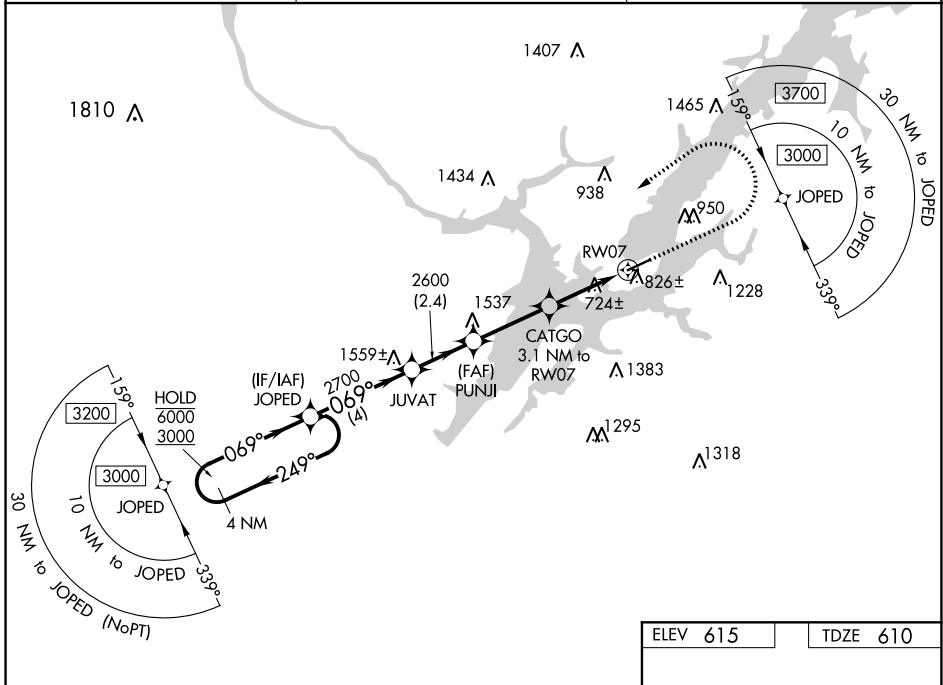 1407
1810
1465
159°
3700
30 NM to JOPED
10 NM to JOPED
3000
1434
938
950
JOPED
RW07
826±
724±
1228
339°
2600
(2.4)
1537
CATGO
3.1 NM to
RW07
1559±
(FAF)
PUNJI
1383
(IF/IAF)
JOPED
2700
069°
(4)
JUVAT
159°
HOLD
6000
3000
3200
069°
249°
1295
1318
3000
JOPED
4 NM
10 NM to JOPED
339°
30 NM to JOPED (NoPT)
ELEV 615
TDZE 610